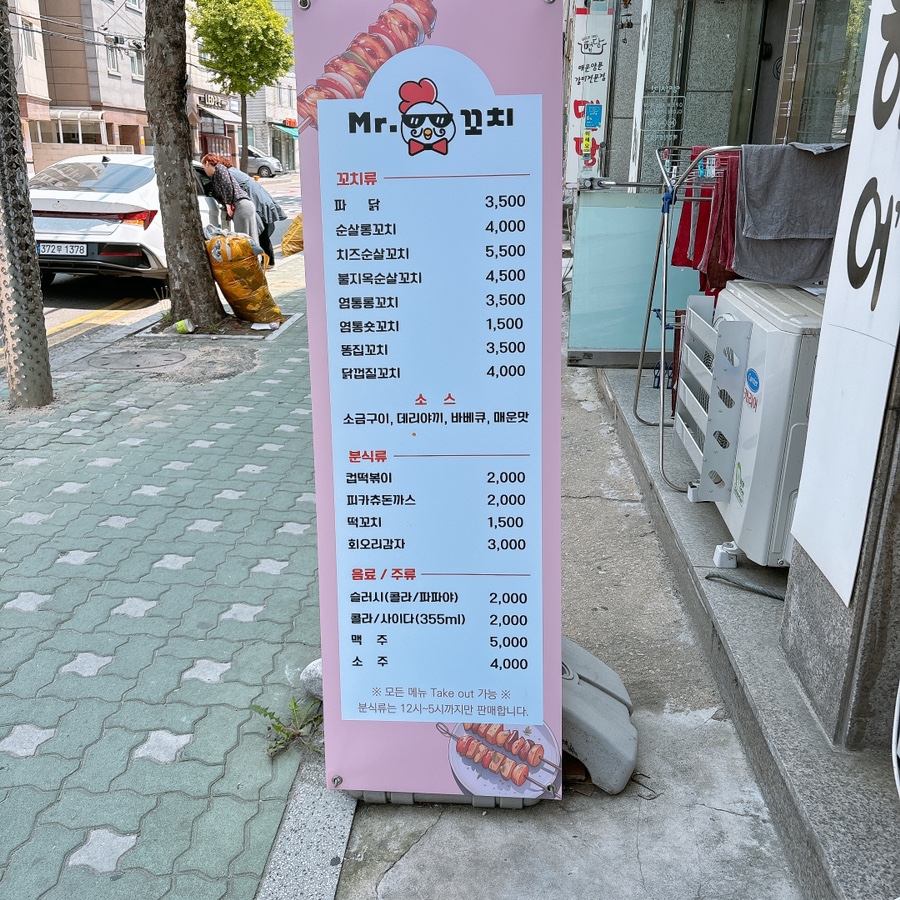 Mr. 꼬치
꼬치류
파 닭 3,500
순살롱꼬치 4,000
치즈순살꼬치 5,500
불지옥순살꼬치 4,500
염통롱꼬치 3,500
염통숏꼬치 1,500
똥집꼬치 3,500
닭껍질꼬치 4,000
소 스
소금구이, 데리야끼, 바베큐, 매운맛
분식류
컵떡볶이 2,000
피카츄돈까스 2,000
떡꼬치 1,500
회오리감자 3,000
음료 / 주류
슬러시(콜라/파파야) 2,000
콜라/사이다(355ml) 2,000
맥 주 5,000
소 주 4,000
※ 모든 메뉴 Take out 가능 ※
분식류는 12시~5시까지만 판매합니다.
372무 1378
어